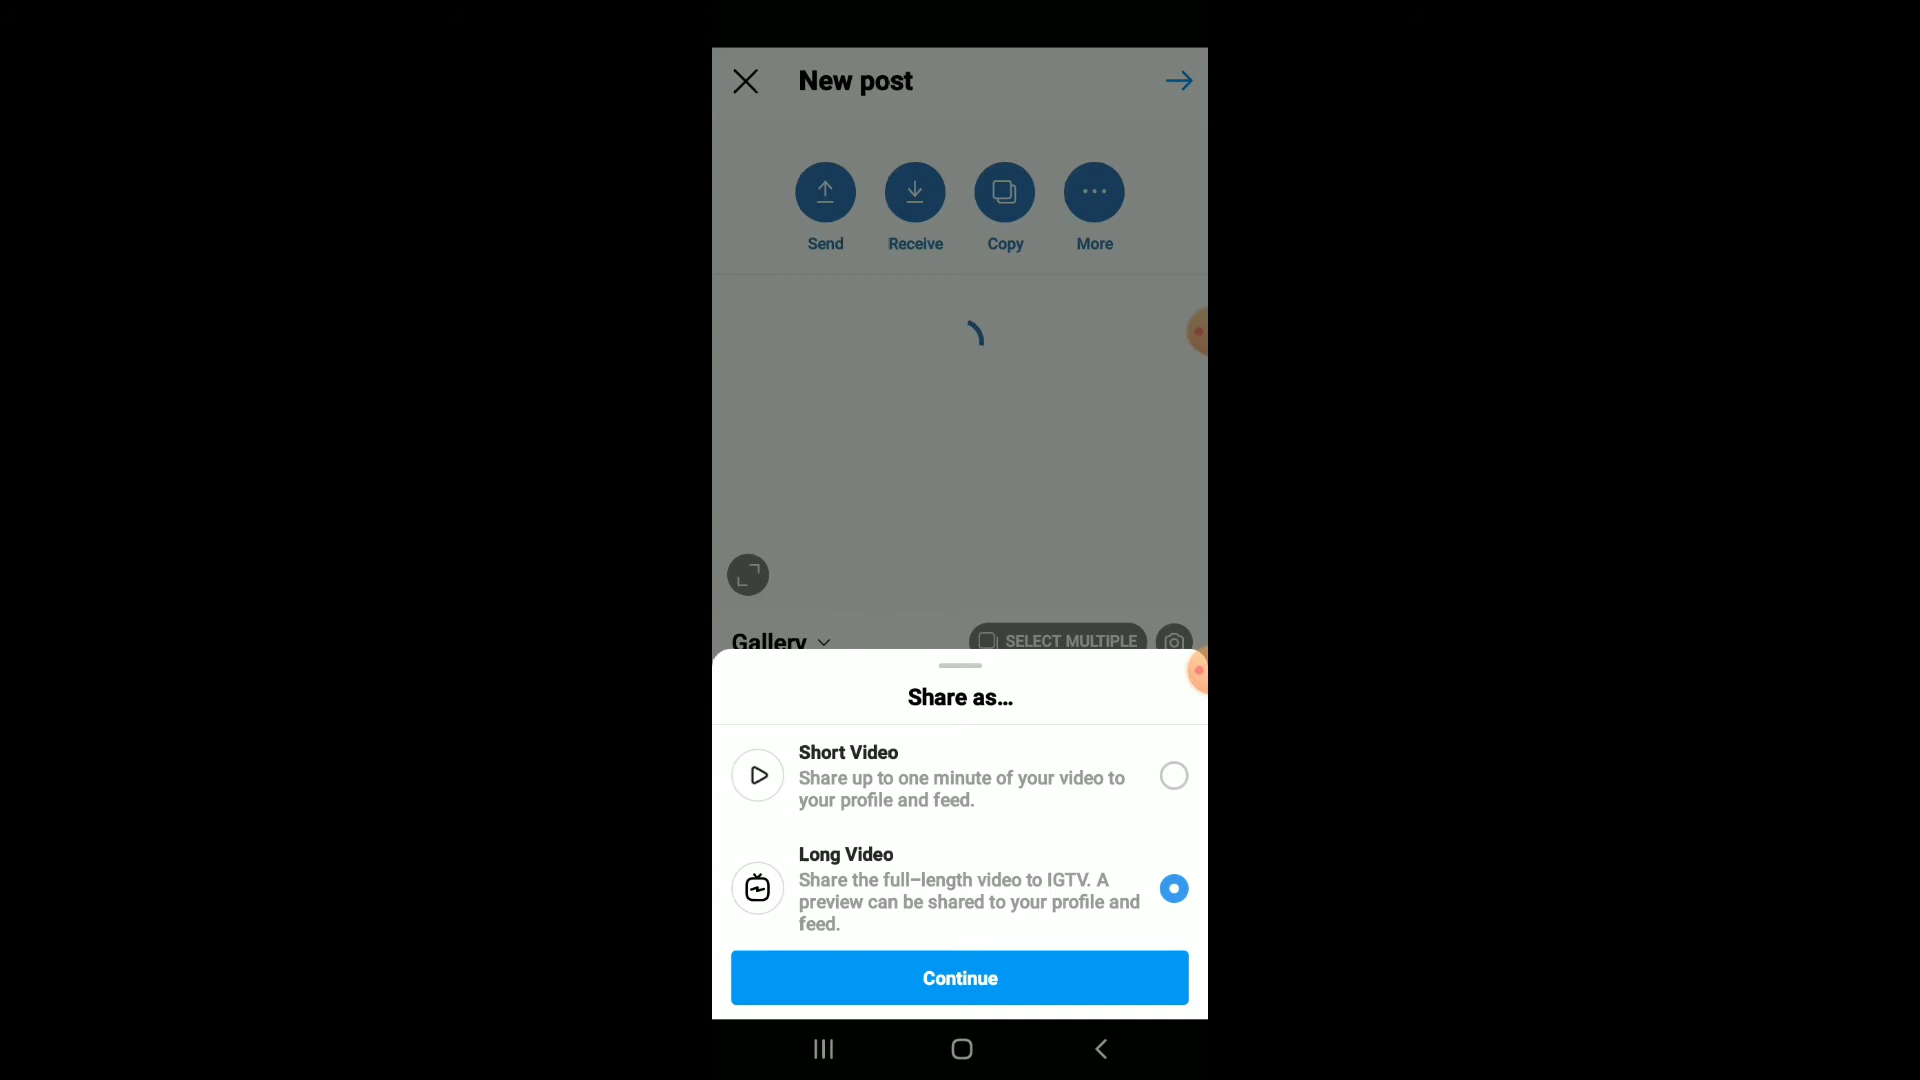 New post
Send Receive Copy More
Gallery SELECT MULTIPLE
Share as...
Short Video
Share up to one minute of your video to
your profile and feed.
Long Video
Share the full-length video to IGTV. A
preview can be shared to your profile and
feed.
Continue